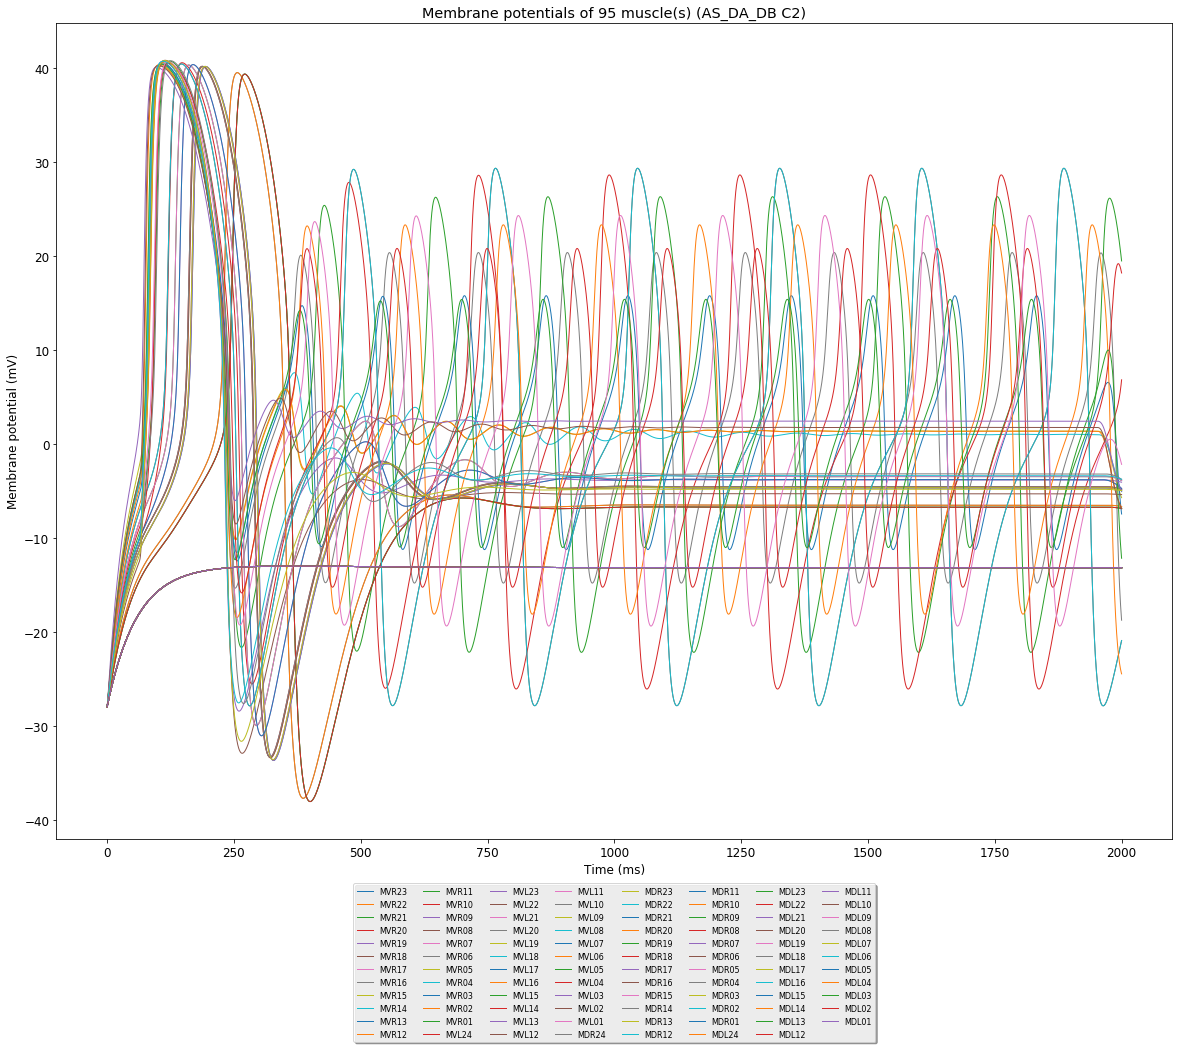 Membrane potentials of 95 muscle(s) (AS_DA_DB C2)
Membrane potential (mV)
40
30
20
10
0
−10
−20
−30
−40
0 250 500 750 1000 1250 1500 1750 2000
Time (ms)
MVR23 MVR11 MVL23 MVL11 MDR23 MDR11 MDL23 MDL11
MVR22 MVR10 MVL22 MVL10 MDR22 MDR10 MDL22 MDL10
MVR21 MVR09 MVL21 MVL09 MDR21 MDR09 MDL21 MDL09
MVR20 MVR08 MVL20 MVL08 MDR20 MDR08 MDL20 MDL08
MVR19 MVR07 MVL19 MVL07 MDR19 MDR07 MDL19 MDL07
MVR18 MVR06 MVL18 MVL06 MDR18 MDR06 MDL18 MDL06
MVR17 MVR05 MVL17 MVL05 MDR17 MDR05 MDL17 MDL05
MVR16 MVR04 MVL16 MVL04 MDR16 MDR04 MDL16 MDL04
MVR15 MVR03 MVL15 MVL03 MDR15 MDR03 MDL15 MDL03
MVR14 MVR02 MVL14 MVL02 MDR14 MDR02 MDL14 MDL02
MVR13 MVR01 MVL13 MVL01 MDR13 MDR01 MDL13 MDL01
MVR12 MVL24 MVL12 MDR24 MDR12 MDL24 MDL12